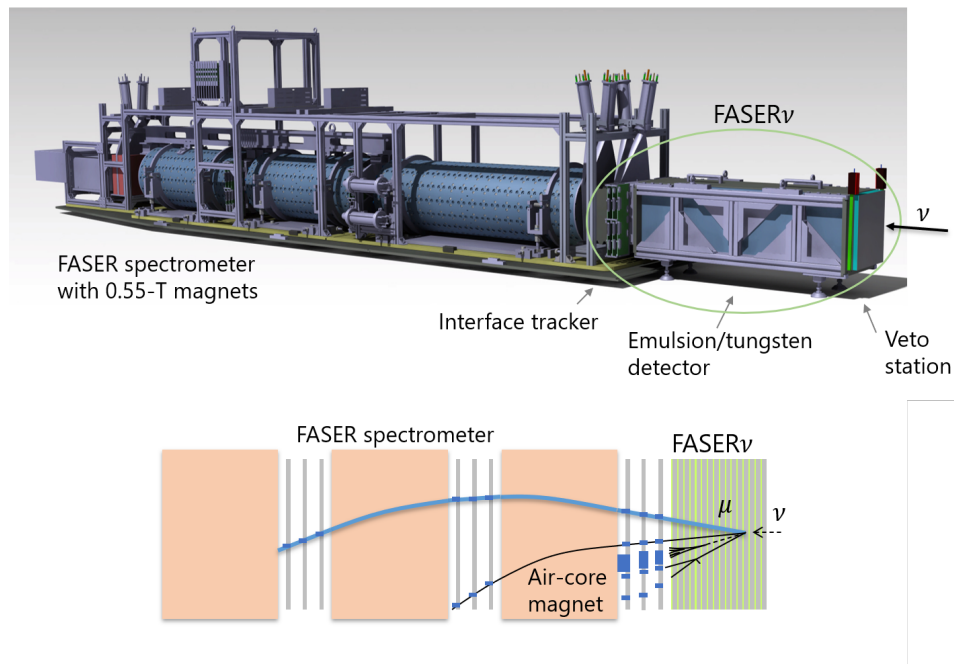 FASERν
ν
FASER spectrometer
with 0.55-T magnets
Interface tracker
Emulsion/tungsten
detector
Veto
station
FASER spectrometer
FASERν
μ
ν
Air-core
magnet